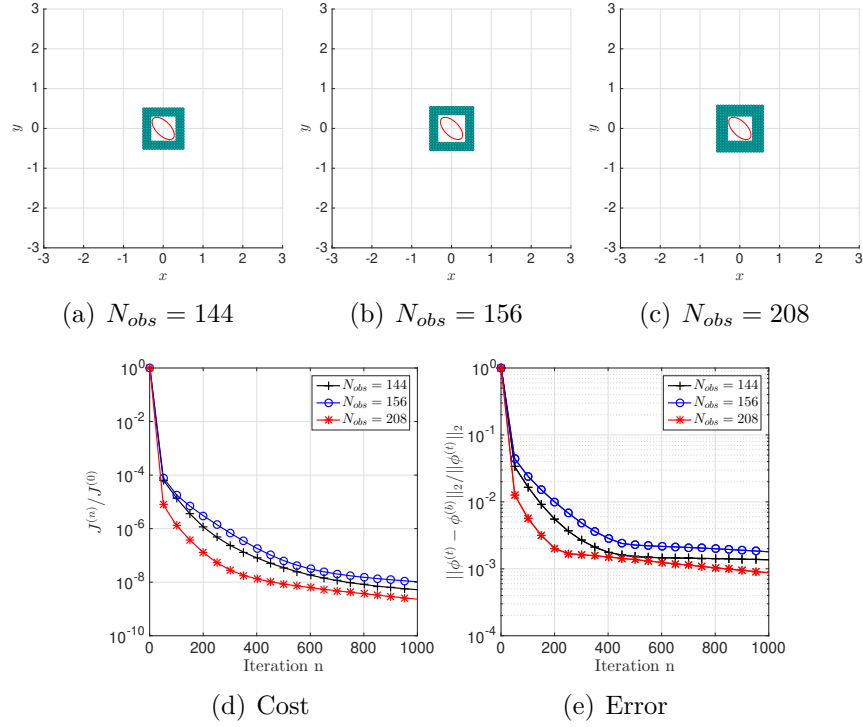 3
2
1
0
-1
-2
-3
y
-3 -2 -1 0 1 2 3
x
(a) N_obs = 144
3
2
1
0
-1
-2
-3
y
-3 -2 -1 0 1 2 3
x
(b) N_obs = 156
3
2
1
0
-1
-2
-3
y
-3 -2 -1 0 1 2 3
x
(c) N_obs = 208
10^0
10^-2
10^-4
10^-6
10^-8
10^-10
J^(n)/J^(0)
N_obs = 144
N_obs = 156
N_obs = 208
0 200 400 600 800 1000
Iteration n
(d) Cost
10^0
10^-1
10^-2
10^-3
10^-4
||ϕ^(t) − ϕ^(b)||_2/||ϕ^(t)||_2
N_obs = 144
N_obs = 156
N_obs = 208
0 200 400 600 800 1000
Iteration n
(e) Error